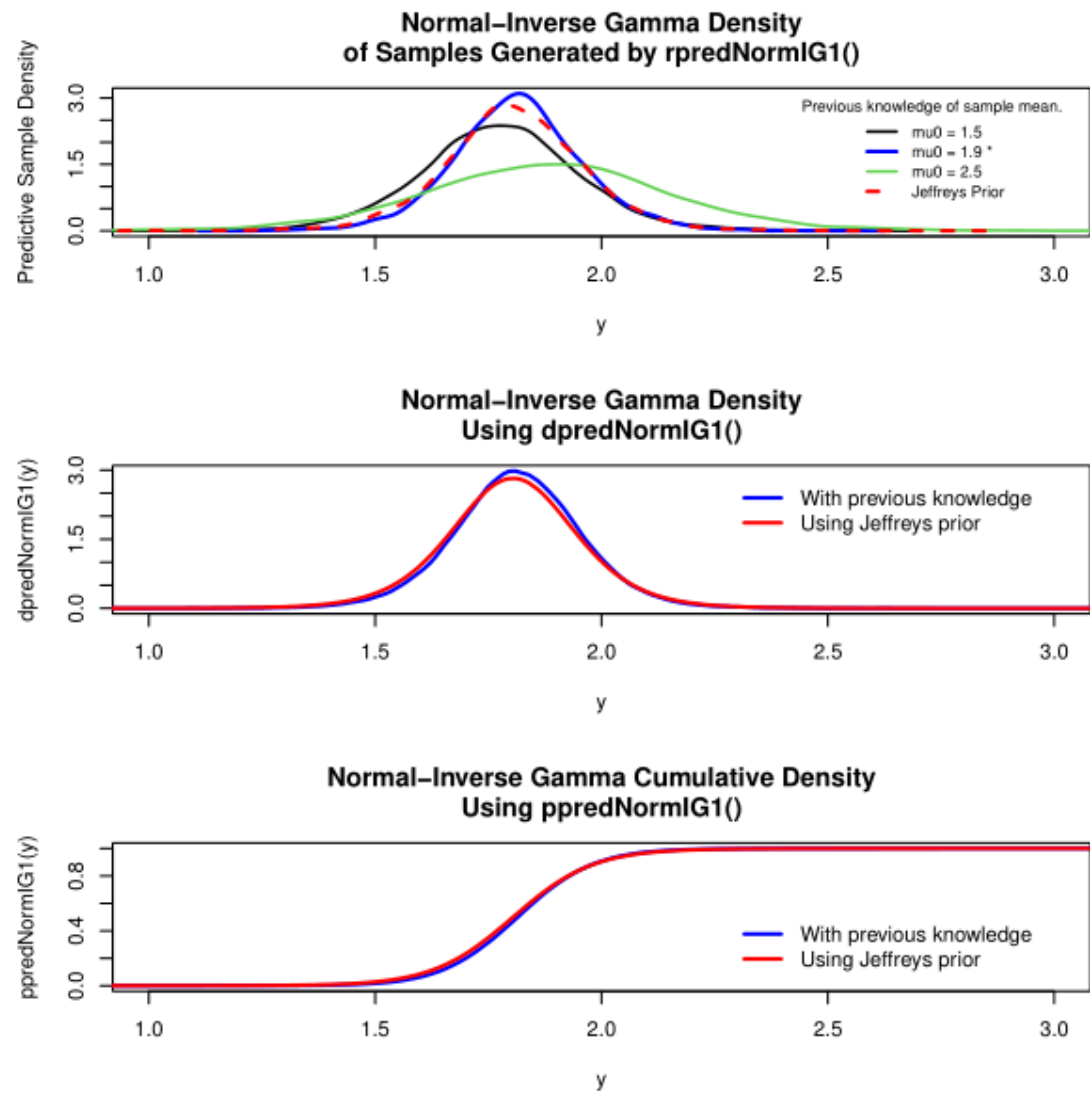 Normal−Inverse Gamma Density
of Samples Generated by rpredNormIG1()
Predictive Sample Density
3.0
1.5
0.0
Previous knowledge of sample mean.
mu0 = 1.5
mu0 = 1.9 *
mu0 = 2.5
Jeffreys Prior
1.0 1.5 2.0 2.5 3.0
y
Normal−Inverse Gamma Density
Using dpredNormIG1()
dpredNormIG1(y)
3.0
1.5
0.0
With previous knowledge
Using Jeffreys prior
1.0 1.5 2.0 2.5 3.0
y
Normal−Inverse Gamma Cumulative Density
Using ppredNormIG1()
ppredNormIG1(y)
0.8
0.4
0.0
With previous knowledge
Using Jeffreys prior
1.0 1.5 2.0 2.5 3.0
y